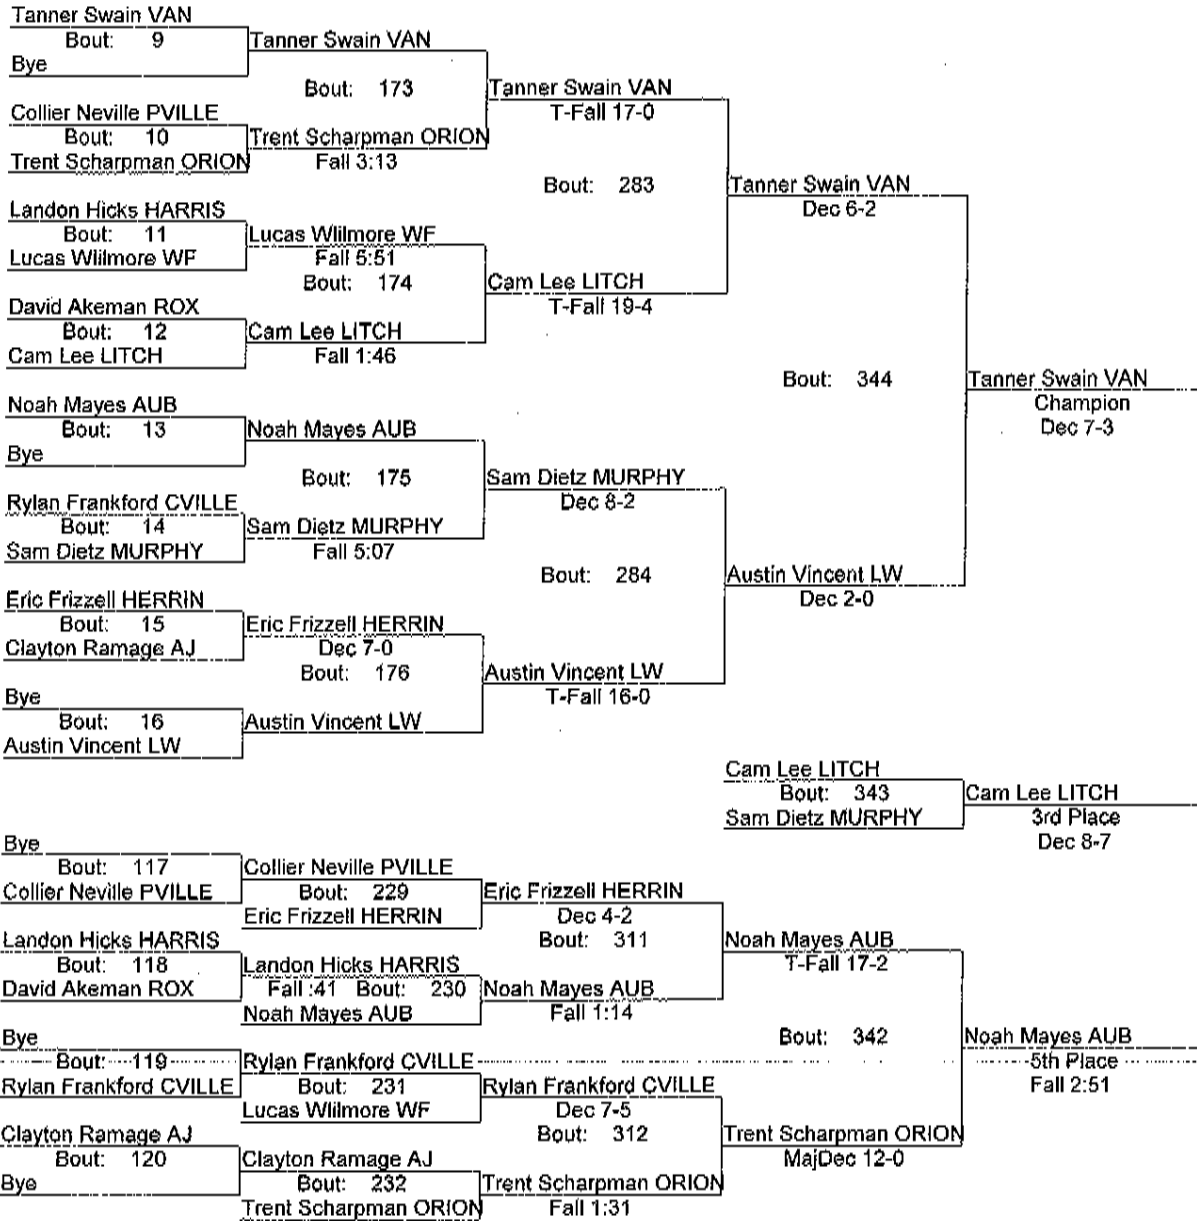 Tanner Swain VAN
Bout: 9
Bye
Tanner Swain VAN
Bout: 173
Collier Neville PVILLE
Bout: 10
Trent Scharpman ORION
Trent Scharpman ORION
Fall 3:13
Tanner Swain VAN
T-Fall 17-0
Bout: 283
Landon Hicks HARRIS
Bout: 11
Lucas Wlilmore WF
Lucas Wlilmore WF
Fall 5:51
Bout: 174
David Akeman ROX
Bout: 12
Cam Lee LITCH
Cam Lee LITCH
Fall 1:46
Cam Lee LITCH
T-Fall 19-4
Tanner Swain VAN
Dec 6-2
Bout: 344
Tanner Swain VAN
Champion
Dec 7-3
Noah Mayes AUB
Bout: 13
Bye
Noah Mayes AUB
Bout: 175
Rylan Frankford CVILLE
Bout: 14
Sam Dietz MURPHY
Sam Dietz MURPHY
Fall 5:07
Sam Dietz MURPHY
Dec 8-2
Bout: 284
Eric Frizzell HERRIN
Bout: 15
Clayton Ramage AJ
Eric Frizzell HERRIN
Dec 7-0
Bout: 176
Bye
Bout: 16
Austin Vincent LW
Austin Vincent LW
Austin Vincent LW
T-Fall 16-0
Austin Vincent LW
Dec 2-0
Cam Lee LITCH
Bout: 343
Sam Dietz MURPHY
Cam Lee LITCH
3rd Place
Dec 8-7
Bye
Bout: 117
Collier Neville PVILLE
Collier Neville PVILLE
Bout: 229
Eric Frizzell HERRIN
Eric Frizzell HERRIN
Dec 4-2
Bout: 311
Landon Hicks HARRIS
Bout: 118
David Akeman ROX
Landon Hicks HARRIS
Fall :41 Bout: 230
Noah Mayes AUB
Noah Mayes AUB
Fall 1:14
Noah Mayes AUB
T-Fall 17-2
Bout: 342
Noah Mayes AUB
5th Place
Fall 2:51
Bye
Bout: 119
Rylan Frankford CVILLE
Rylan Frankford CVILLE
Bout: 231
Lucas Wlilmore WF
Rylan Frankford CVILLE
Dec 7-5
Bout: 312
Clayton Ramage AJ
Bout: 120
Bye
Clayton Ramage AJ
Bout: 232
Trent Scharpman ORION
Trent Scharpman ORION
Fall 1:31
Trent Scharpman ORION
MajDec 12-0